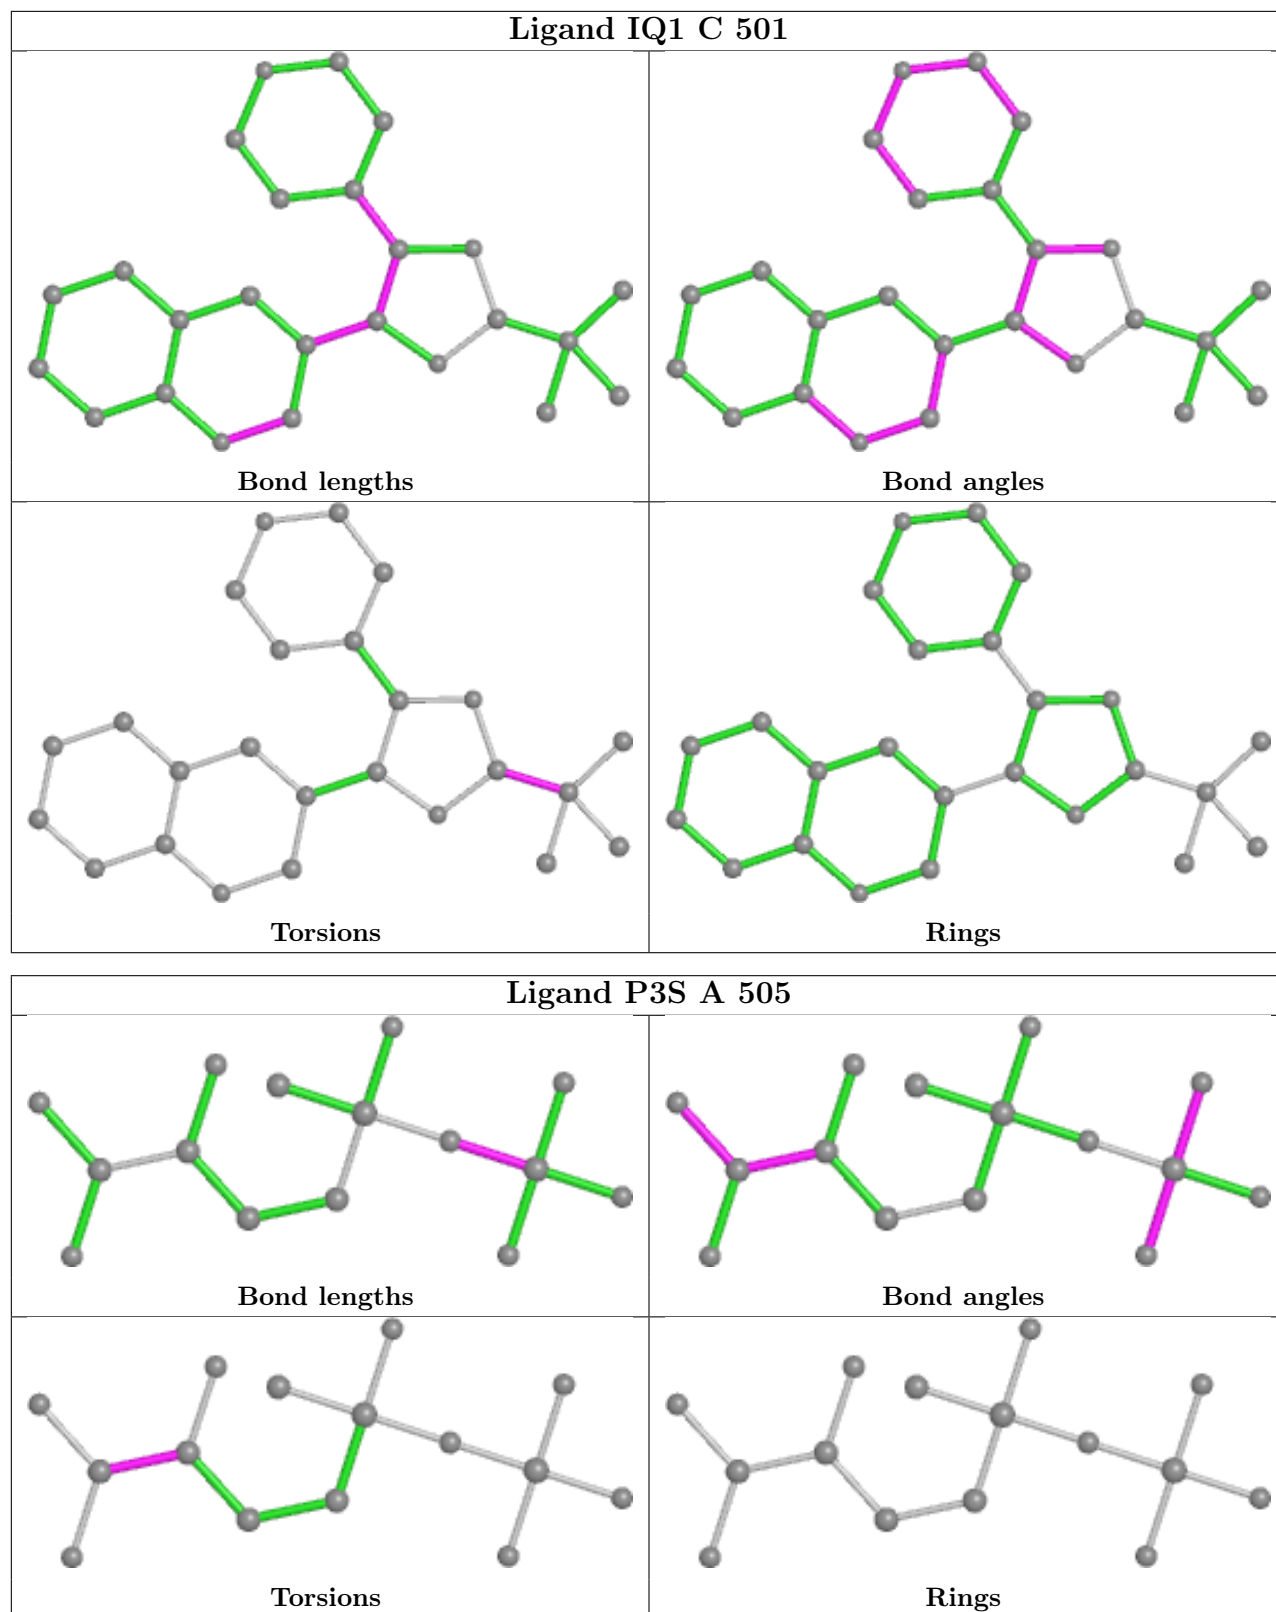 Ligand IQ1 C 501
Bond lengths
Bond angles
Torsions
Rings
Ligand P3S A 505
Bond lengths
Bond angles
Torsions
Rings